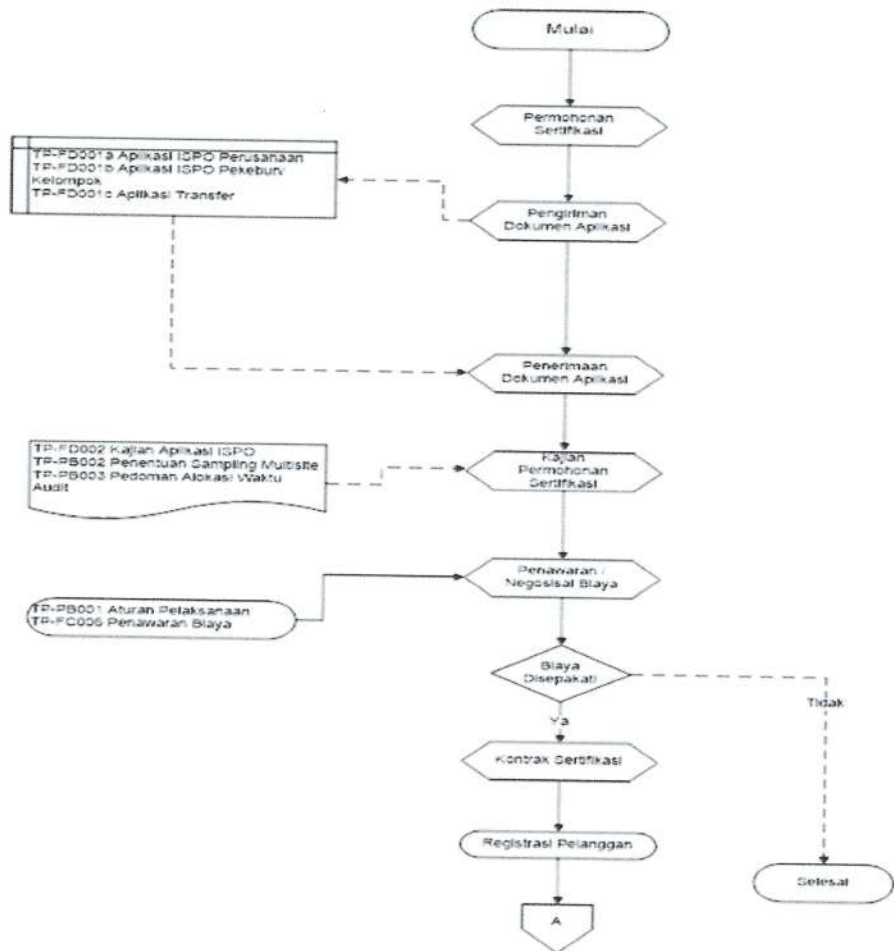 Mulai
Permohonan
Sertifikasi
TP-FD001a Aplikasi ISPO Perusahaan
TP-FD001b Aplikasi ISPO Pekebun/
Kelompok
TP-FD001c Aplikasi Transfer
Pengiriman
Dokumen Aplikasi
Penerimaan
Dokumen Aplikasi
TP-FD002 Kajian Aplikasi ISPO
TP-PB002 Penentuan Sampling Multisite
TP-PB003 Pedoman Alokasi Waktu
Audit
Kajian
Permohonan
Sertifikasi
Penawaran /
Negosisai Biaya
TP-PB001 Aturan Pelaksanaan
TP-FC006 Penawaran Biaya
Biaya
Disepakati
Tidak
Ya
Kontrak Sertifikasi
Registrasi Pelanggan
Selesai
A